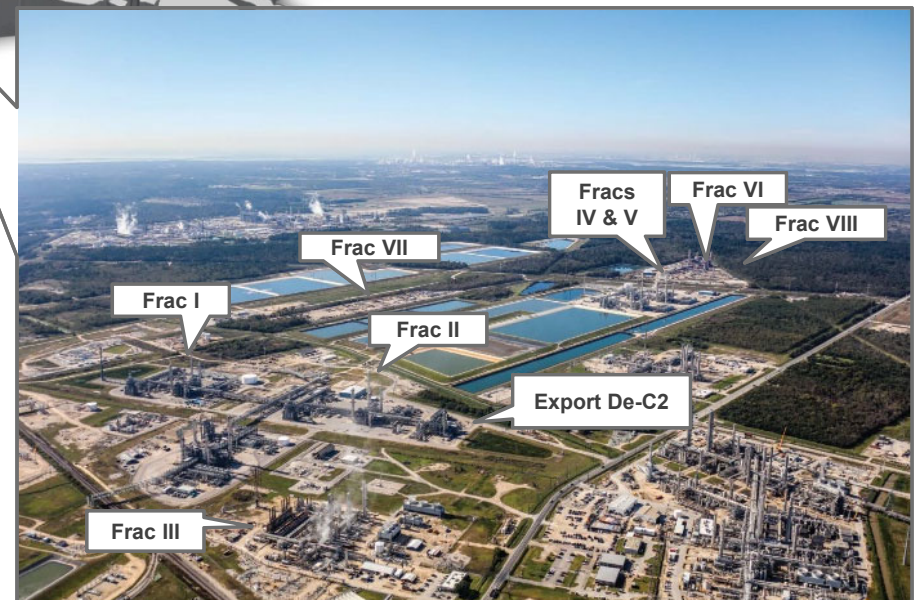 Fracs
IV & V
Frac VI
Frac VIII
Frac VII
Frac I
Frac II
Export De-C2
Frac III